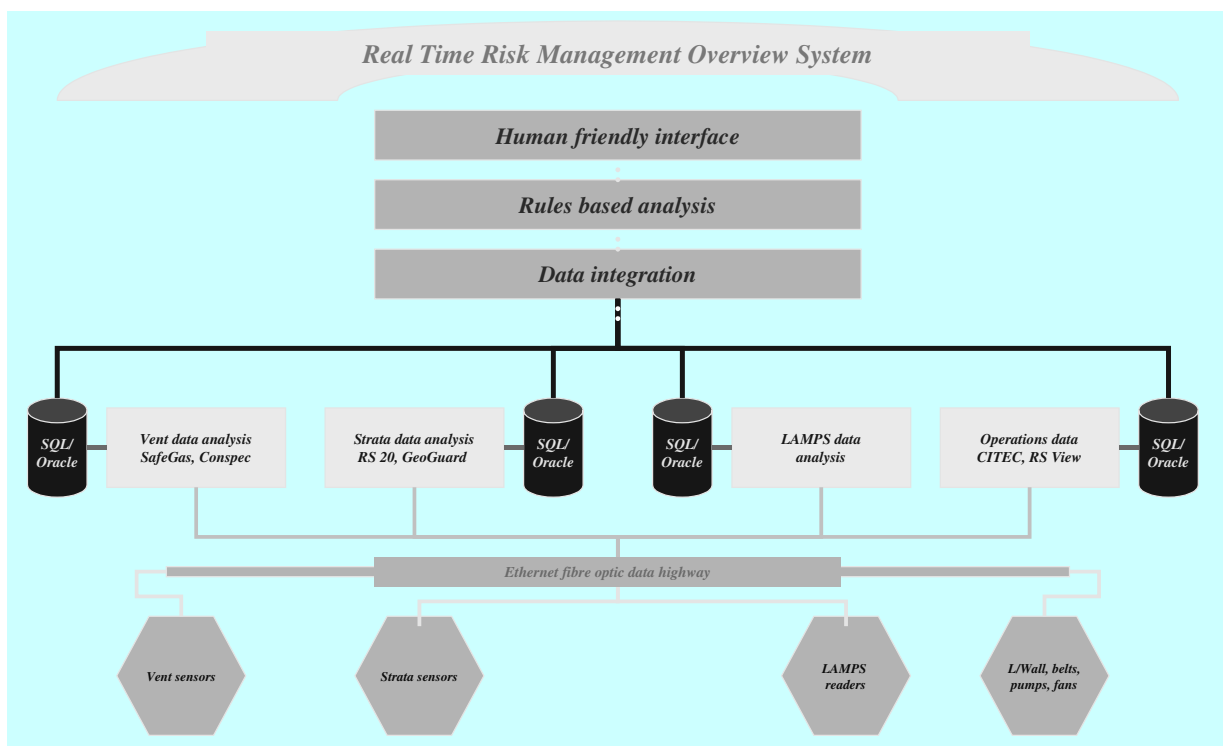 Real Time Risk Management Overview System
Human friendly interface
Rules based analysis
Data integration
SQL/
Oracle
Vent data analysis
SafeGas, Conspec
Strata data analysis
RS 20, GeoGuard
SQL/
Oracle
SQL/
Oracle
LAMPS data
analysis
Operations data
CITEC, RS View
SQL/
Oracle
Ethernet fibre optic data highway
Vent sensors
Strata sensors
LAMPS
readers
L/Wall, belts,
pumps, fans